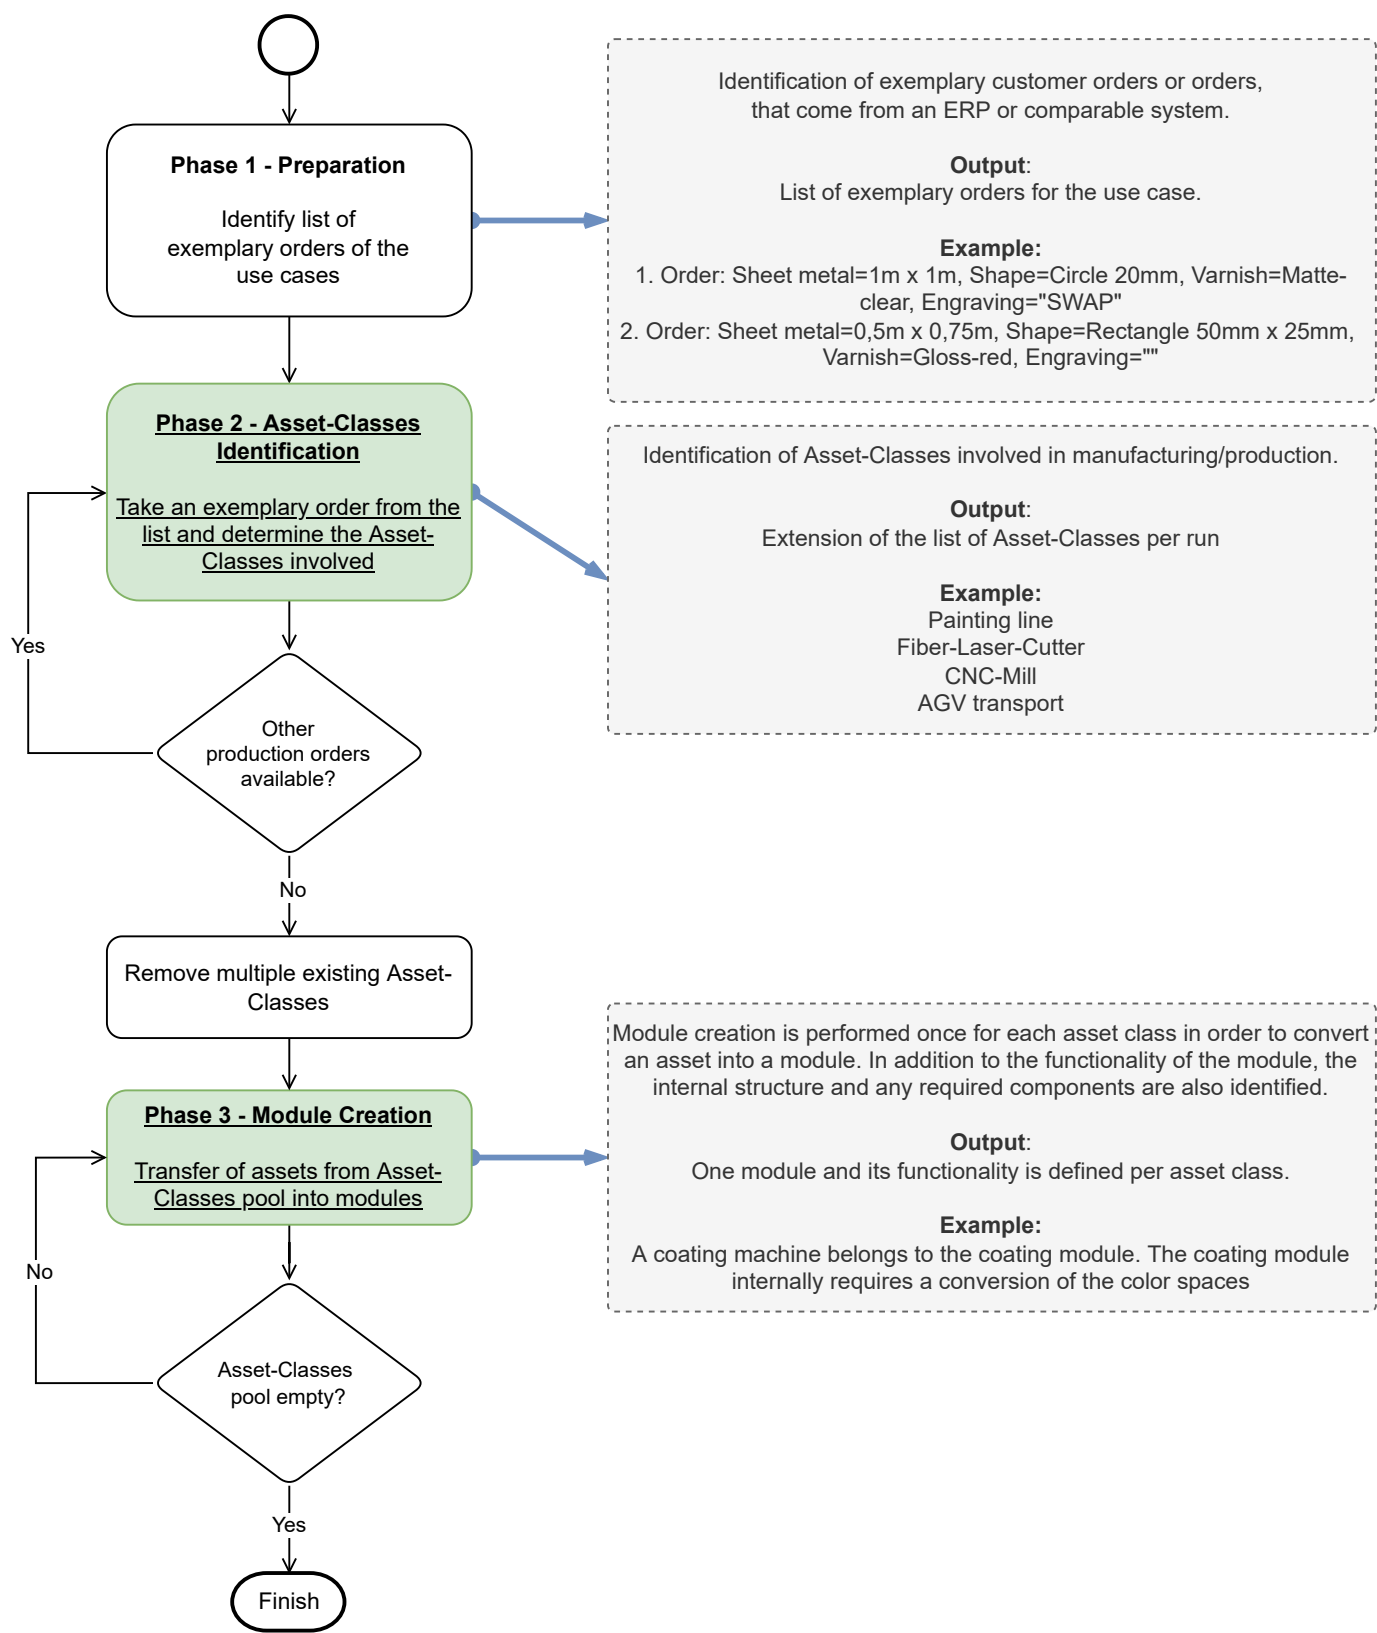 Phase 1 - Preparation
Identify list of
exemplary orders of the
use cases
Identification of exemplary customer orders or orders,
that come from an ERP or comparable system.
Output:
List of exemplary orders for the use case.
Example:
1. Order: Sheet metal=1m x 1m, Shape=Circle 20mm, Varnish=Matte-
clear, Engraving="SWAP"
2. Order: Sheet metal=0,5m x 0,75m, Shape=Rectangle 50mm x 25mm,
Varnish=Gloss-red, Engraving=""
Phase 2 - Asset-Classes
Identification
Take an exemplary order from the
list and determine the Asset-
Classes involved
Identification of Asset-Classes involved in manufacturing/production.
Output:
Extension of the list of Asset-Classes per run
Example:
Painting line
Fiber-Laser-Cutter
CNC-Mill
AGV transport
Yes
Other
production orders
available?
No
Remove multiple existing Asset-
Classes
Phase 3 - Module Creation
Transfer of assets from Asset-
Classes pool into modules
Module creation is performed once for each asset class in order to convert
an asset into a module. In addition to the functionality of the module, the
internal structure and any required components are also identified.
Output:
One module and its functionality is defined per asset class.
Example:
A coating machine belongs to the coating module. The coating module
internally requires a conversion of the color spaces
No
Asset-Classes
pool empty?
Yes
Finish